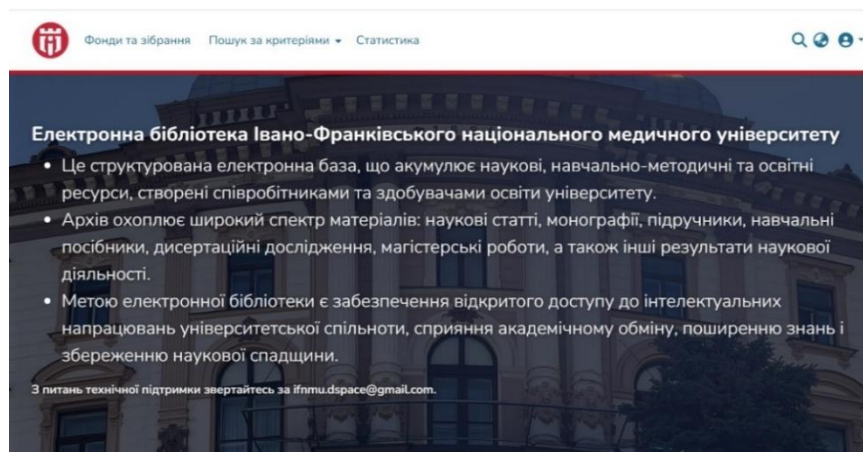 Фонди та зібрання Пошук за критеріями Статистика
Електронна бібліотека Івано-Франківського національного медичного університету
• Це структурована електронна база, що акумулює наукові, навчально-методичні та освітні
ресурси, створені співробітниками та здобувачами освіти університету.
• Архів охоплює широкий спектр матеріалів: наукові статті, монографії, підручники, навчальні
посібники, дисертаційні дослідження, магістерські роботи, а також інші результати наукової
діяльності.
• Метою електронної бібліотеки є забезпечення відкритого доступу до інтелектуальних
напрацювань університетської спільноти, сприяння академічному обміну, поширенню знань і
збереженню наукової спадщини.
З питань технічної підтримки звертайтесь за ifnmu.dspace@gmail.com.